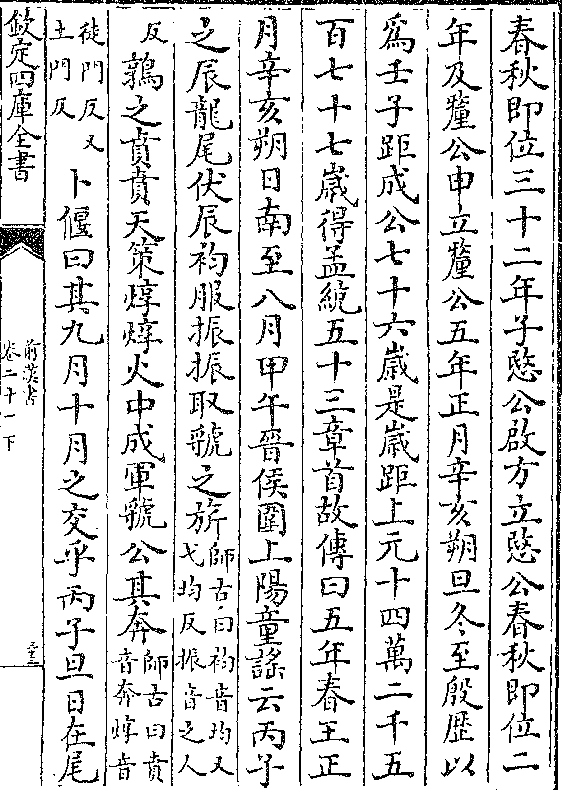 春秋即位三十二年子愍公啟方立愍公春秋即位二
年及釐公申立釐公五年正月辛亥朔旦冬至殷歴以
為壬子距成公七十六嵗是嵗距上元十四萬二千五
百七十七嵗得孟統五十三章首故傳曰五年春王正
月辛亥朔日南至八月甲午晉侯圍上陽童謡云丙子
之辰龍尾伏辰袀服振振取虢之旂師古曰袀音均又弋均反振音之人
反鶉之賁賁天策焞焞火中成軍虢公其奔師古曰賁音奔焞音
徒門反又土門反卜偃曰其九月十月之交乎丙子旦日在尾
欽定四庫全書
前漢書
卷二十一下